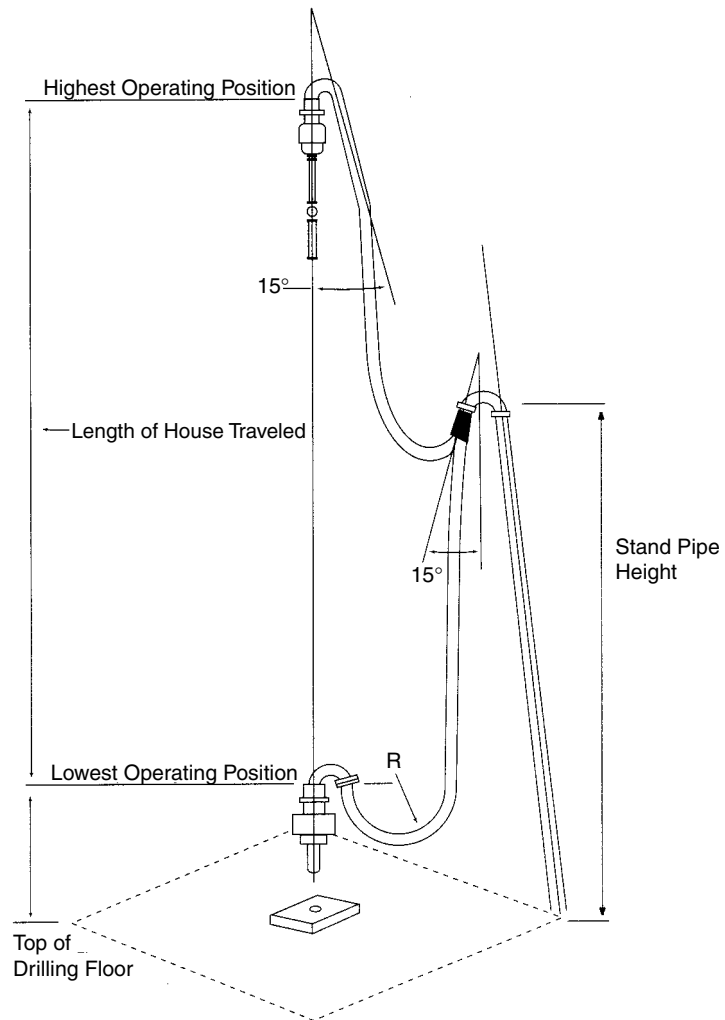 Highest Operating Position
15°
Length of House Traveled
15°
Stand Pipe
Height
Lowest Operating Position
R
Top of
Drilling Floor